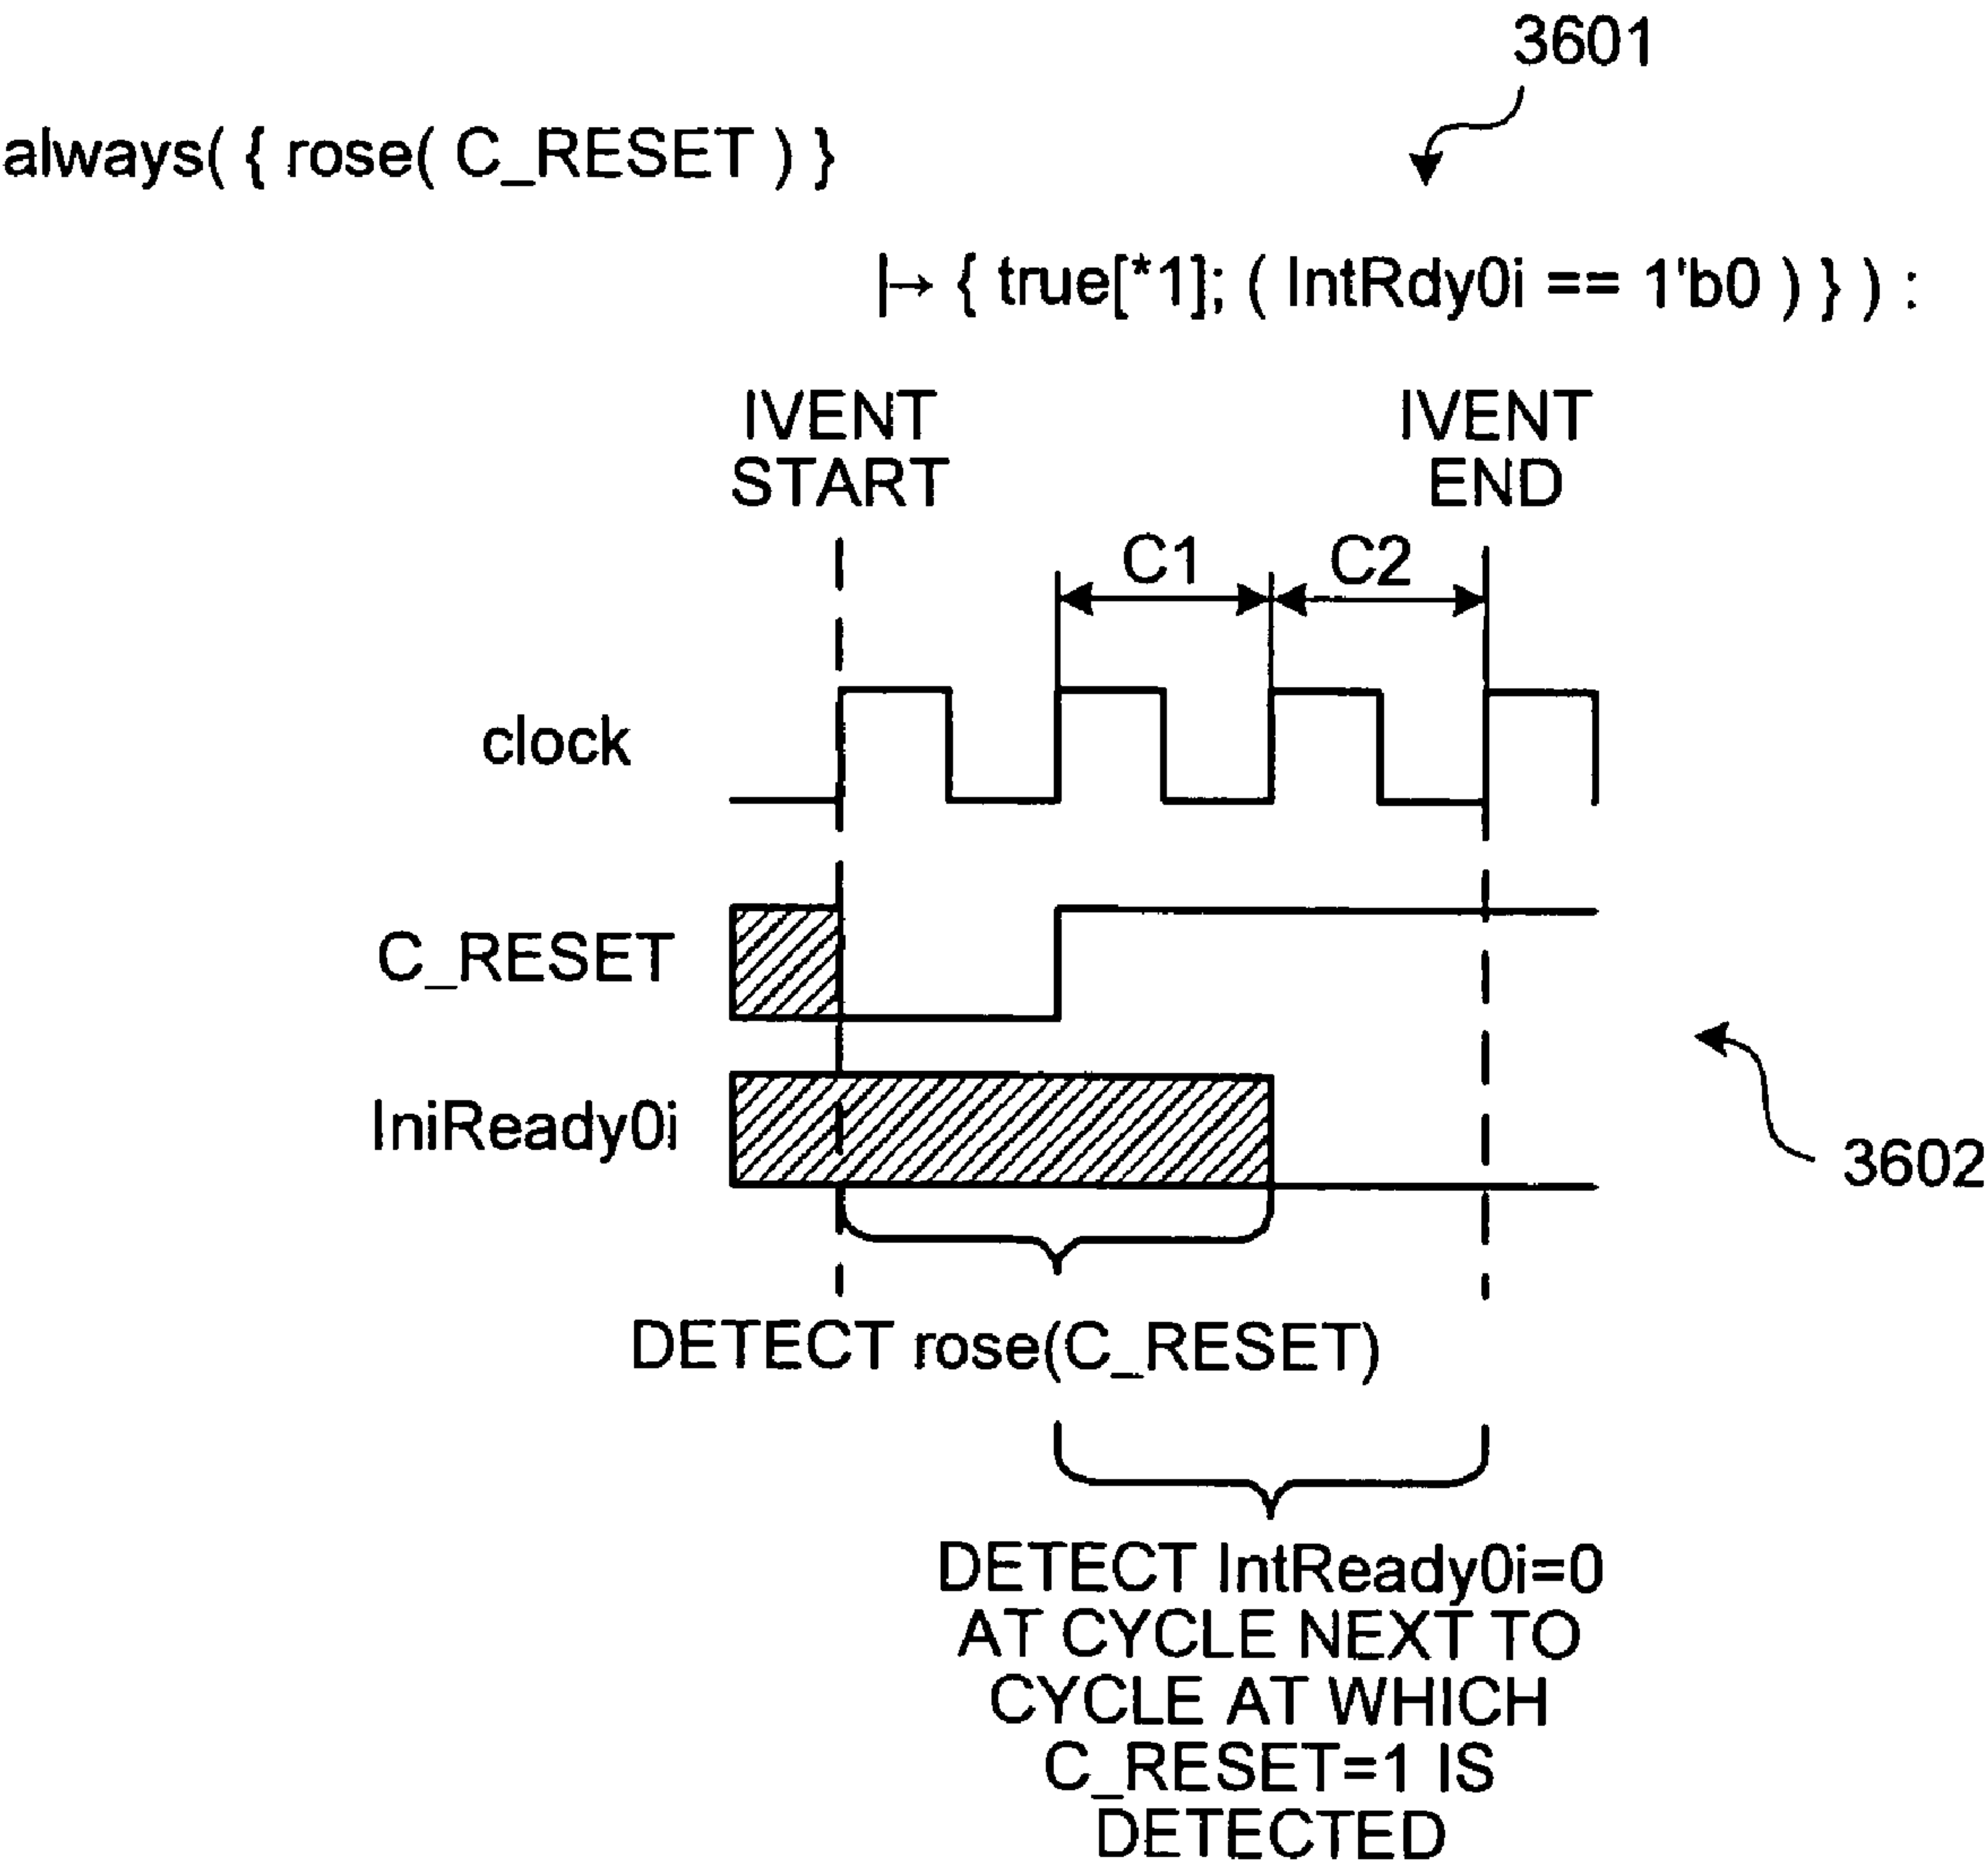 3601
always( { rose( C_RESET ) }
|→ { true[*1]; ( IntRdy0i == 1'b0 ) } ) :
IVENT
START
IVENT
END
C1
C2
clock
C_RESET
IniReady0i
3602
DETECT rose(C_RESET)
DETECT IntReady0i=0
AT CYCLE NEXT TO
CYCLE AT WHICH
C_RESET=1 IS
DETECTED